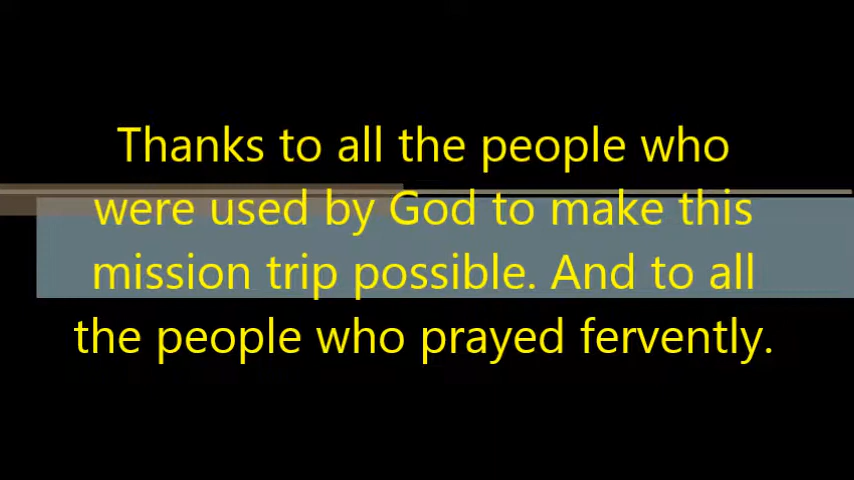 Thanks to all the people who
were used by God to make this
mission trip possible. And to all
the people who prayed fervently.